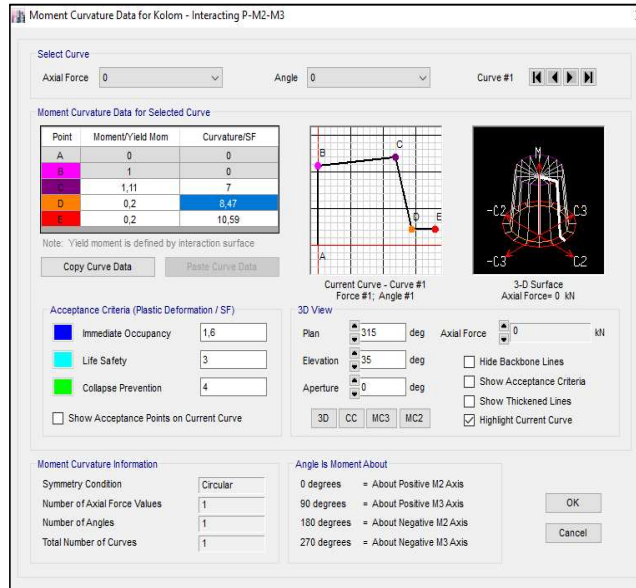 Moment Curvature Data for Kolom - Interacting P-M2-M3
Select Curve
Axial Force 0 Angle 0 Curve #1
Moment Curvature Data for Selected Curve
Point Moment/Yield Mom Curvature/SF
A 0 0
B 1 0
C 1,11 7
D 0,2 8,47
E 0,2 10,59
Note: Yield moment is defined by interaction surface
Copy Curve Data Paste Curve Data
A B C D E
Current Curve - Curve #1
Force #1; Angle #1
M
-C2 C3
-C3 C2
3-D Surface
Axial Force= 0 kN
Acceptance Criteria (Plastic Deformation / SF)
Immediate Occupancy 1,6
Life Safety 3
Collapse Prevention 4
Show Acceptance Points on Current Curve
3D View
Plan 315 deg Axial Force 0 kN
Elevation 35 deg
Aperture 0 deg
3D CC MC3 MC2
Hide Backbone Lines
Show Acceptance Criteria
Show Thickened Lines
Highlight Current Curve
Moment Curvature Information
Symmetry Condition Circular
Number of Axial Force Values 1
Number of Angles 1
Total Number of Curves 1
Angle Is Moment About
0 degrees = About Positive M2 Axis
90 degrees = About Positive M3 Axis
180 degrees = About Negative M2 Axis
270 degrees = About Negative M3 Axis
OK
Cancel